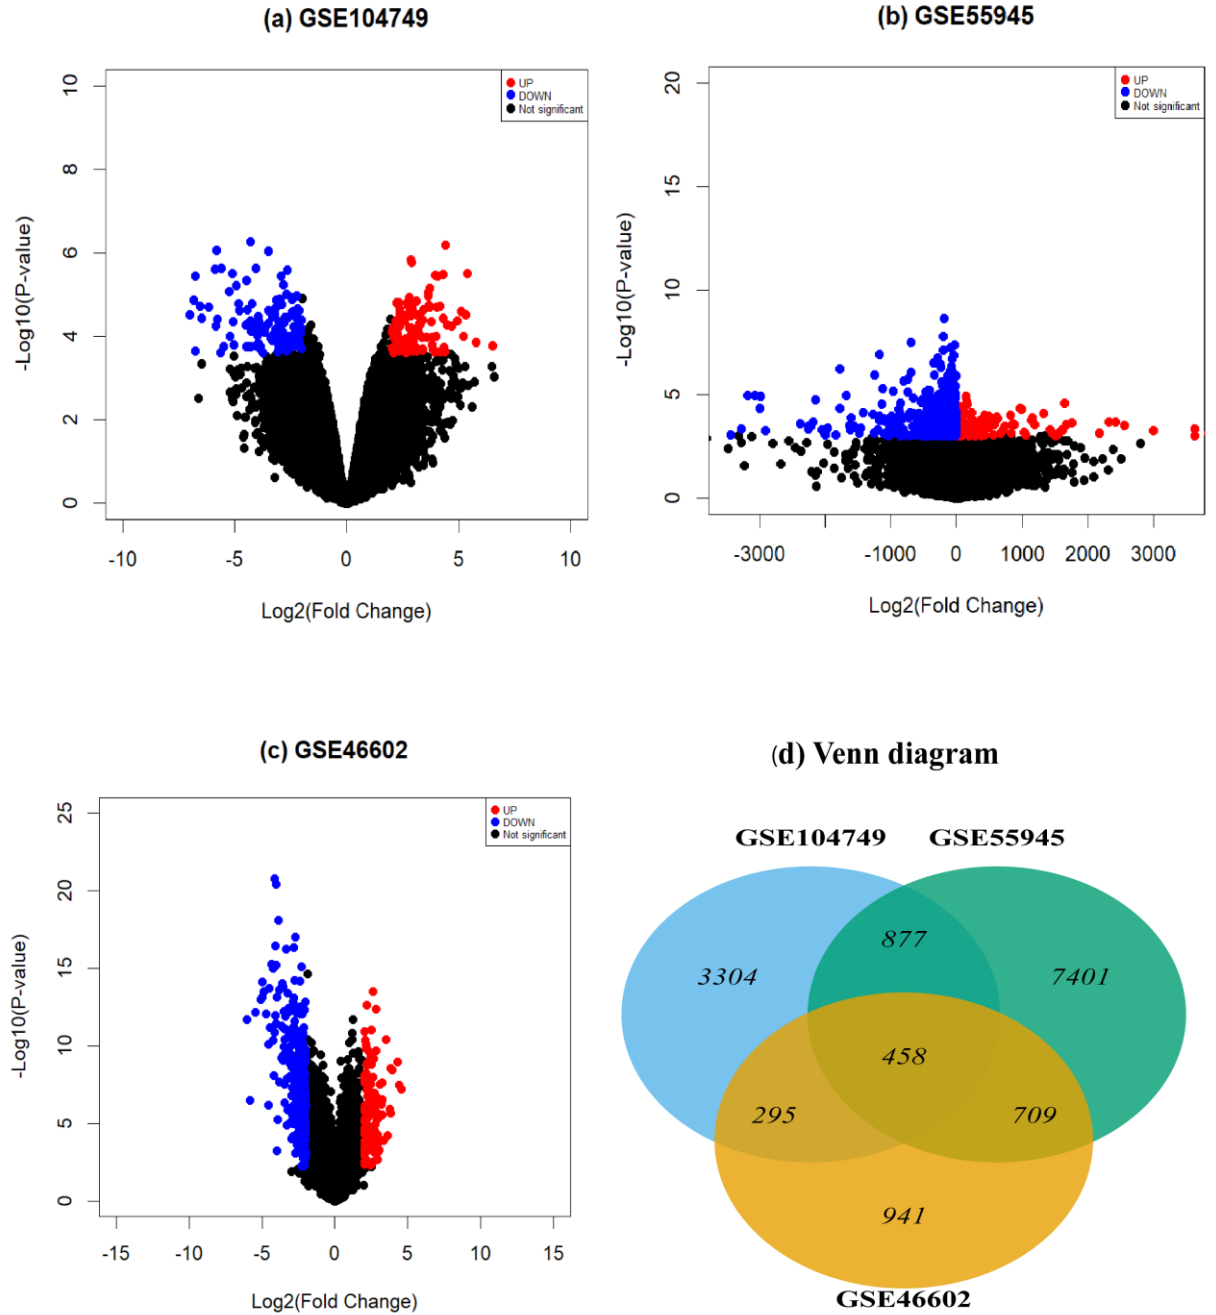 (a) GSE104749
UP
DOWN
Not significant
10
8
6
4
2
0
-Log10(P-value)
-10
-5
0
5
10
Log2(Fold Change)
(b) GSE55945
UP
DOWN
Not significant
20
15
10
5
0
-Log10(P-value)
-3000
-1000
0
1000
2000
3000
Log2(Fold Change)
(c) GSE46602
UP
DOWN
Not significant
25
20
15
10
5
0
-Log10(P-value)
-15
-10
-5
0
5
10
15
Log2(Fold Change)
(d) Venn diagram
GSE104749
GSE55945
877
3304
7401
458
295
709
941
GSE46602